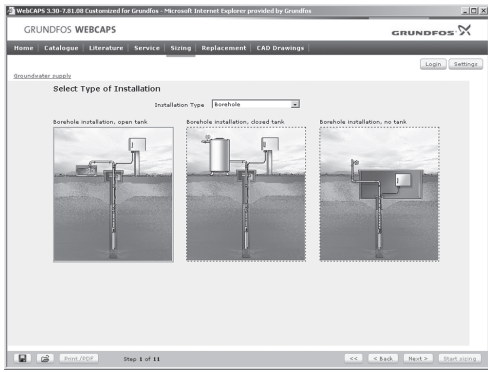 WebCAPS 3.30-7.81.08 Customized for Grundfos - Microsoft Internet Explorer provided by Grundfos
GRUNDFOS WEBCAPS
GRUNDFOS
Home Catalogue Literature Service Sizing Replacement CAD Drawings
Login Settings
Groundwater supply
Select Type of Installation
Installation Type Borehole
Borehole installation, open tank Borehole installation, closed tank Borehole installation, no tank
Print /PDF Step 1 of 11 << < Back Next > Start sizing